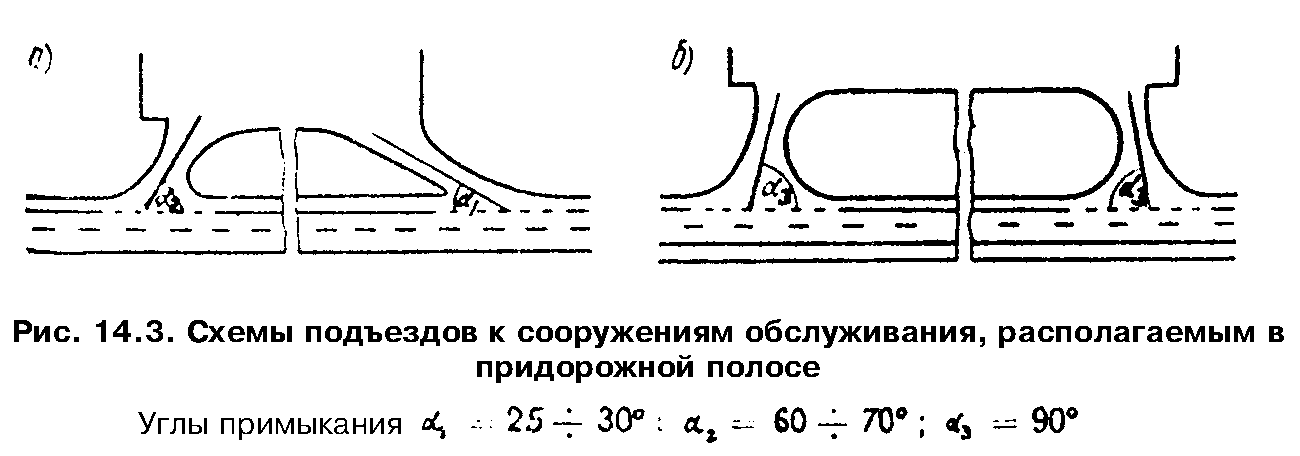 а) б)
α₂ α₁ α₃ α₃
Рис. 14.3. Схемы подъездов к сооружениям обслуживания, располагаемым в
придорожной полосе
Углы примыкания α₁ = 25 ÷ 30° : α₂ = 60 ÷ 70° ; α₃ = 90°